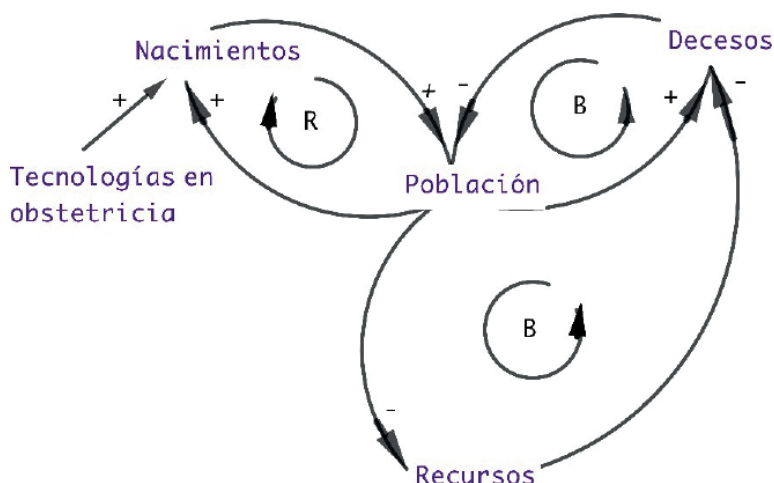 Nacimientos
Decesos
+
+
R
+
-
B
+
-
Tecnologías en
obstetricia
Población
B
-
Recursos